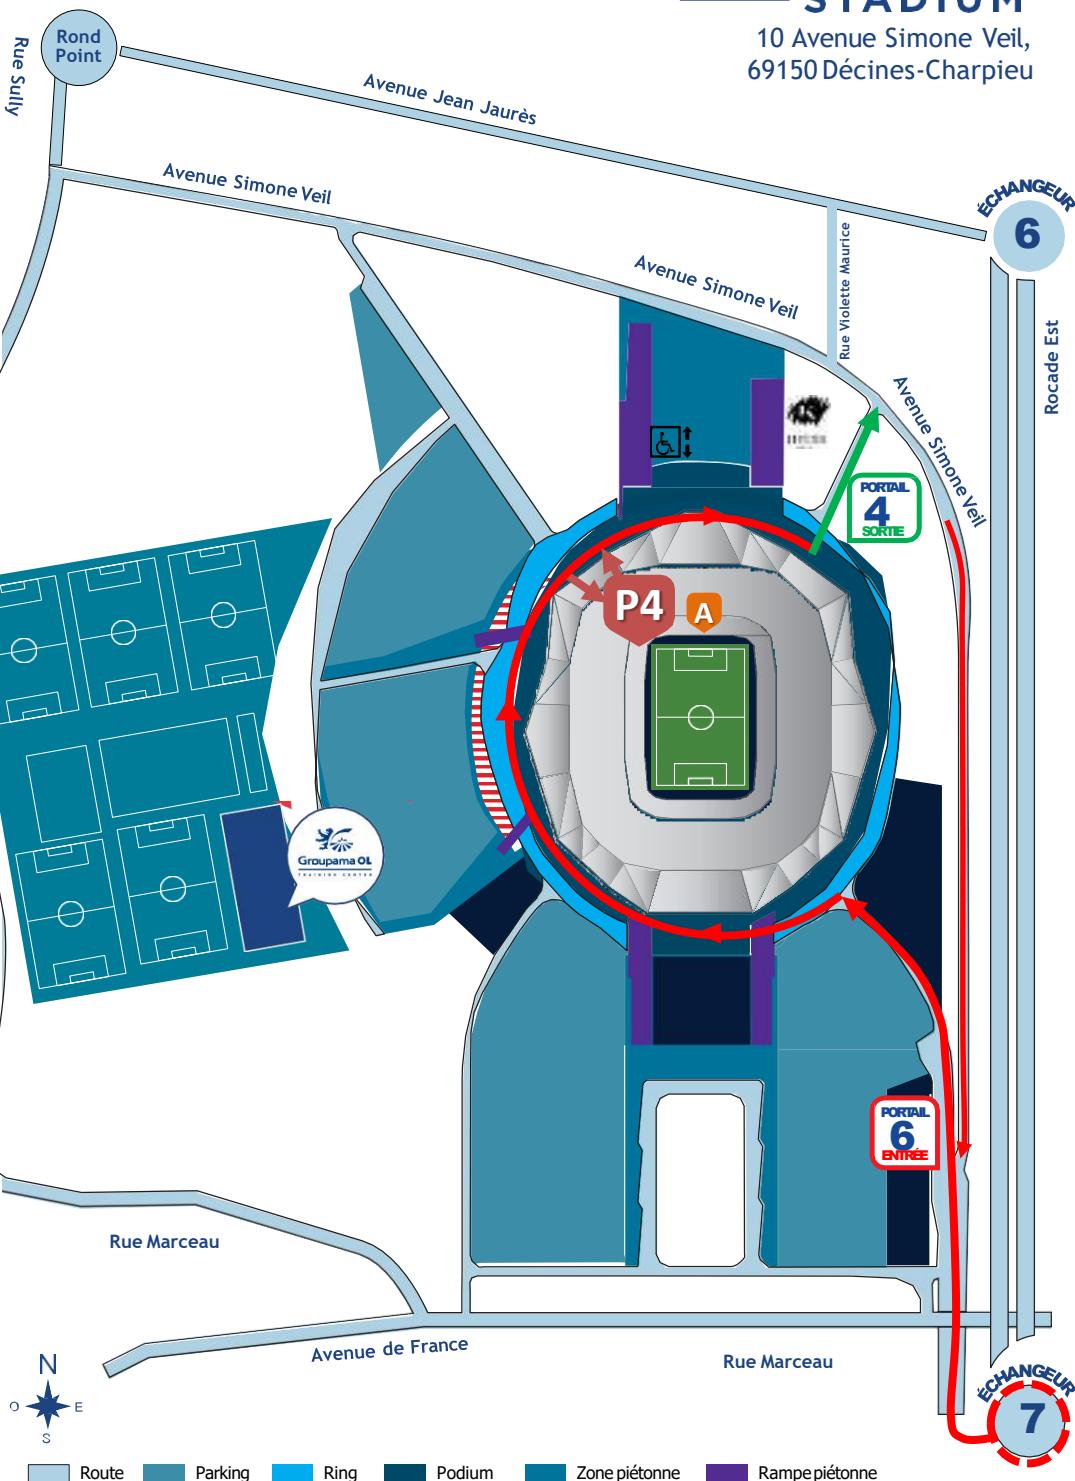 STADIUM
10 Avenue Simone Veil,
69150 Décines-Charpieu
Rond
Point
Rue Sully
Avenue Jean Jaurès
Avenue Simone Veil
ÉCHANGEUR
6
Avenue Simone Veil
Rue Violette Maurice
Rocade Est
Avenue Simone Veil
PORTAIL
4
SORTIE
P4
A
Groupama OL
TRAINING CENTER
PORTAIL
6
ENTRÉE
Rue Marceau
Avenue de France
Rue Marceau
ÉCHANGEUR
7
N
O
E
S
Route
Parking
Ring
Podium
Zone piétonne
Rampe piétonne